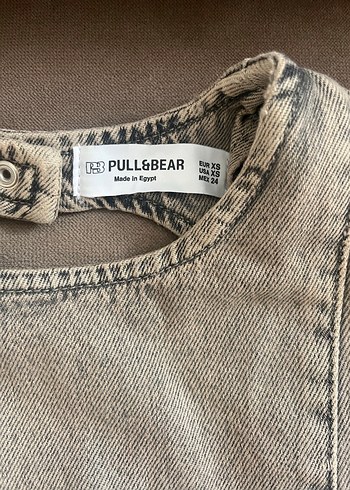 P&B PULL&BEAR
Made in Egypt
EUR XS
USA XS
MEX 24